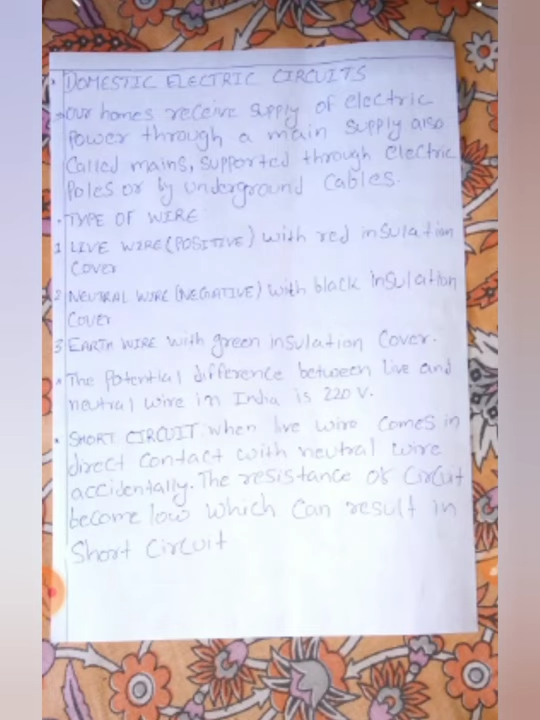 • DOMESTIC ELECTRIC CIRCUITS
→ our homes receive supply of electric
Power through a main supply also
Called mains, supported through electric
Poles or by underground Cables.
• TYPE OF WIRE
1 LIVE WIRE (POSITIVE) with red insulation
Cover
2 NEUTRAL WIRE (NEGATIVE) with black insulation
Cover
3 EARTH WIRE with green insulation Cover.
• The Potential difference between Live and
neutral wire in India is 220 V.
• SHORT CIRCUIT: when live wire comes in
direct Contact with neutral wire
accidentally. The resistance of Circuit
become low which Can result in
Short Circuit